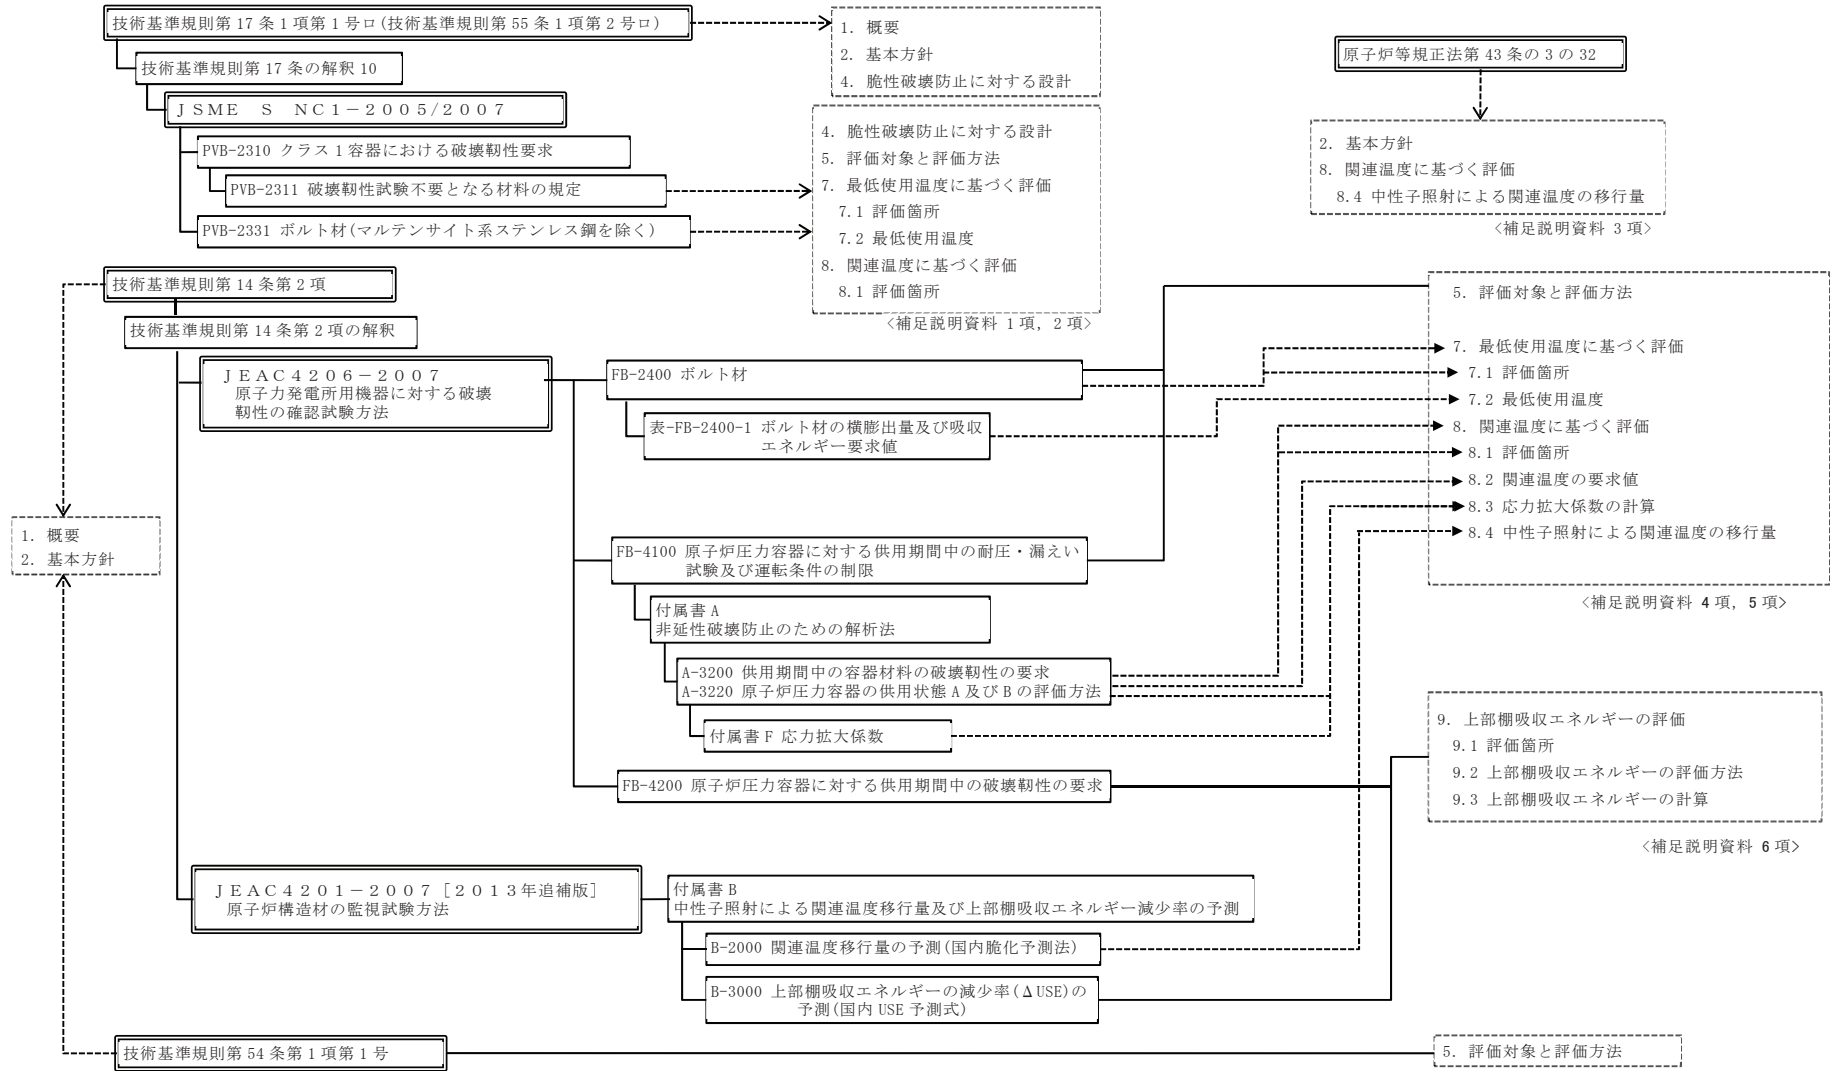 技術基準規則第 17 条 1 項第 1 号ロ(技術基準規則第 55 条 1 項第 2 号ロ)
技術基準規則第 17 条の解釈 10
ＪＳＭＥ　Ｓ　ＮＣ１－２００５/２００７
PVB-2310 クラス 1 容器における破壊靭性要求
PVB-2311 破壊靭性試験不要となる材料の規定
PVB-2331 ボルト材(マルテンサイト系ステンレス鋼を除く)
1. 概要
2. 基本方針
4. 脆性破壊防止に対する設計
4. 脆性破壊防止に対する設計
5. 評価対象と評価方法
7. 最低使用温度に基づく評価
7.1 評価箇所
7.2 最低使用温度
8. 関連温度に基づく評価
8.1 評価箇所
<補足説明資料 1 項, 2 項>
原子炉等規正法第 43 条の 3 の 32
2. 基本方針
8. 関連温度に基づく評価
8.4 中性子照射による関連温度の移行量
<補足説明資料 3 項>
技術基準規則第 14 条第 2 項
技術基準規則第 14 条第 2 項の解釈
ＪＥＡＣ４２０６－２００７
原子力発電所用機器に対する破壊
靭性の確認試験方法
FB-2400 ボルト材
表-FB-2400-1 ボルト材の横膨出量及び吸収
エネルギー要求値
FB-4100 原子炉圧力容器に対する供用期間中の耐圧・漏えい
試験及び運転条件の制限
付属書 A
非延性破壊防止のための解析法
A-3200 供用期間中の容器材料の破壊靭性の要求
A-3220 原子炉圧力容器の供用状態 A 及び B の評価方法
付属書 F 応力拡大係数
FB-4200 原子炉圧力容器に対する供用期間中の破壊靭性の要求
5. 評価対象と評価方法
7. 最低使用温度に基づく評価
7.1 評価箇所
7.2 最低使用温度
8. 関連温度に基づく評価
8.1 評価箇所
8.2 関連温度の要求値
8.3 応力拡大係数の計算
8.4 中性子照射による関連温度の移行量
<補足説明資料 4 項, 5 項>
1. 概要
2. 基本方針
9. 上部棚吸収エネルギーの評価
9.1 評価箇所
9.2 上部棚吸収エネルギーの評価方法
9.3 上部棚吸収エネルギーの計算
<補足説明資料 6 項>
ＪＥＡＣ４２０１－２００７［２０１３年追補版］
原子炉構造材の監視試験方法
付属書 B
中性子照射による関連温度移行量及び上部棚吸収エネルギー減少率の予測
B-2000 関連温度移行量の予測(国内脆化予測法)
B-3000 上部棚吸収エネルギーの減少率(ΔUSE)の
予測(国内 USE 予測式)
技術基準規則第 54 条第 1 項第 1 号
5. 評価対象と評価方法